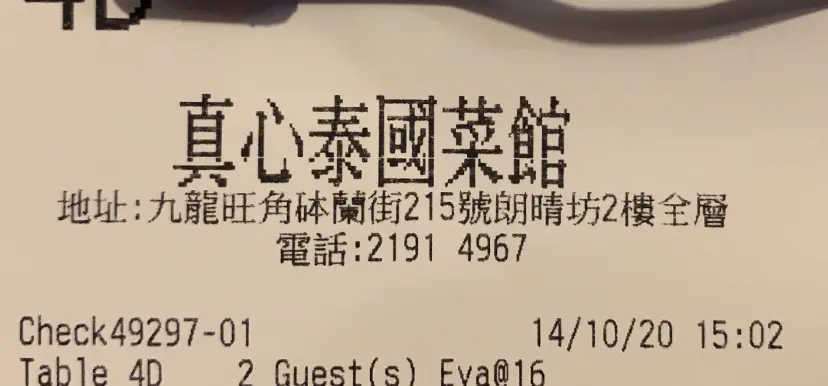 4D
真心泰國菜館
地址:九龍旺角砵蘭街215號朗晴坊2樓全層
電話:2191 4967
Check49297-01 14/10/20 15:02
Table 4D 2 Guest(s) Eva@16